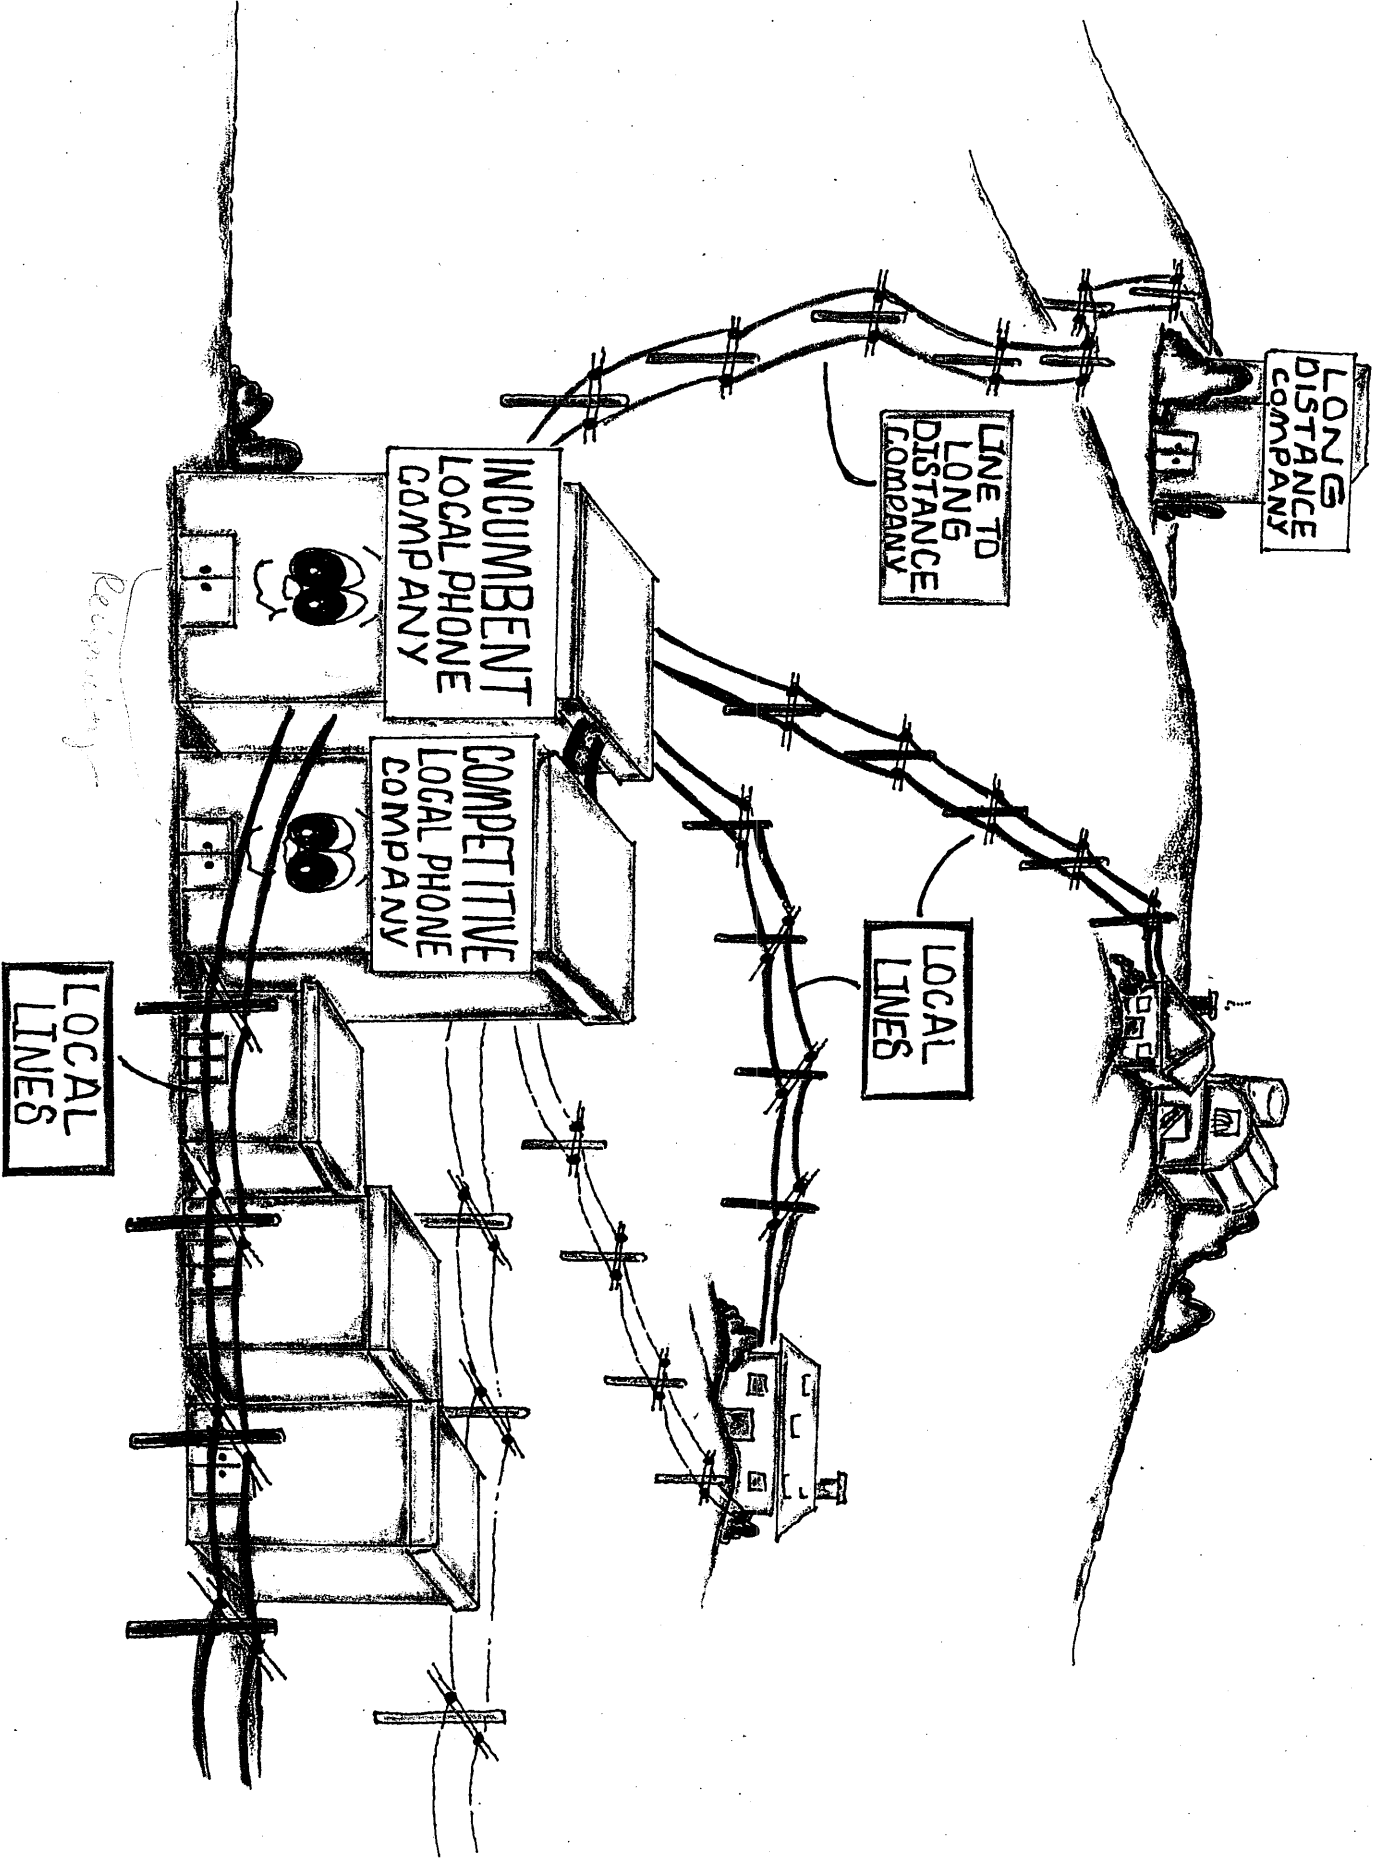 LONG
DISTANCE
COMPANY
LINE TO
LONG
DISTANCE
COMPANY
LOCAL
LINES
INCUMBENT
LOCAL PHONE
COMPANY
COMPETITIVE
LOCAL PHONE
COMPANY
LOCAL
LINES